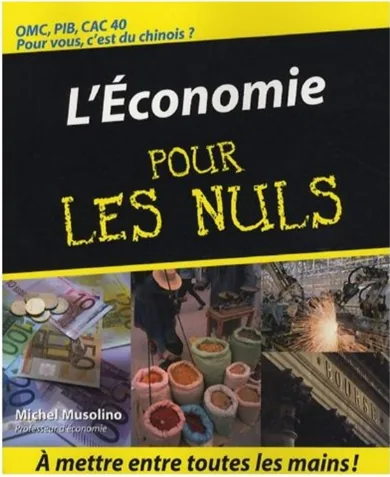 OMC, PIB, CAC 40
Pour vous, c'est du chinois ?
L'Économie
POUR
LES NULS
BOURSE
Michel Musolino
Professeur d'économie
À mettre entre toutes les mains !